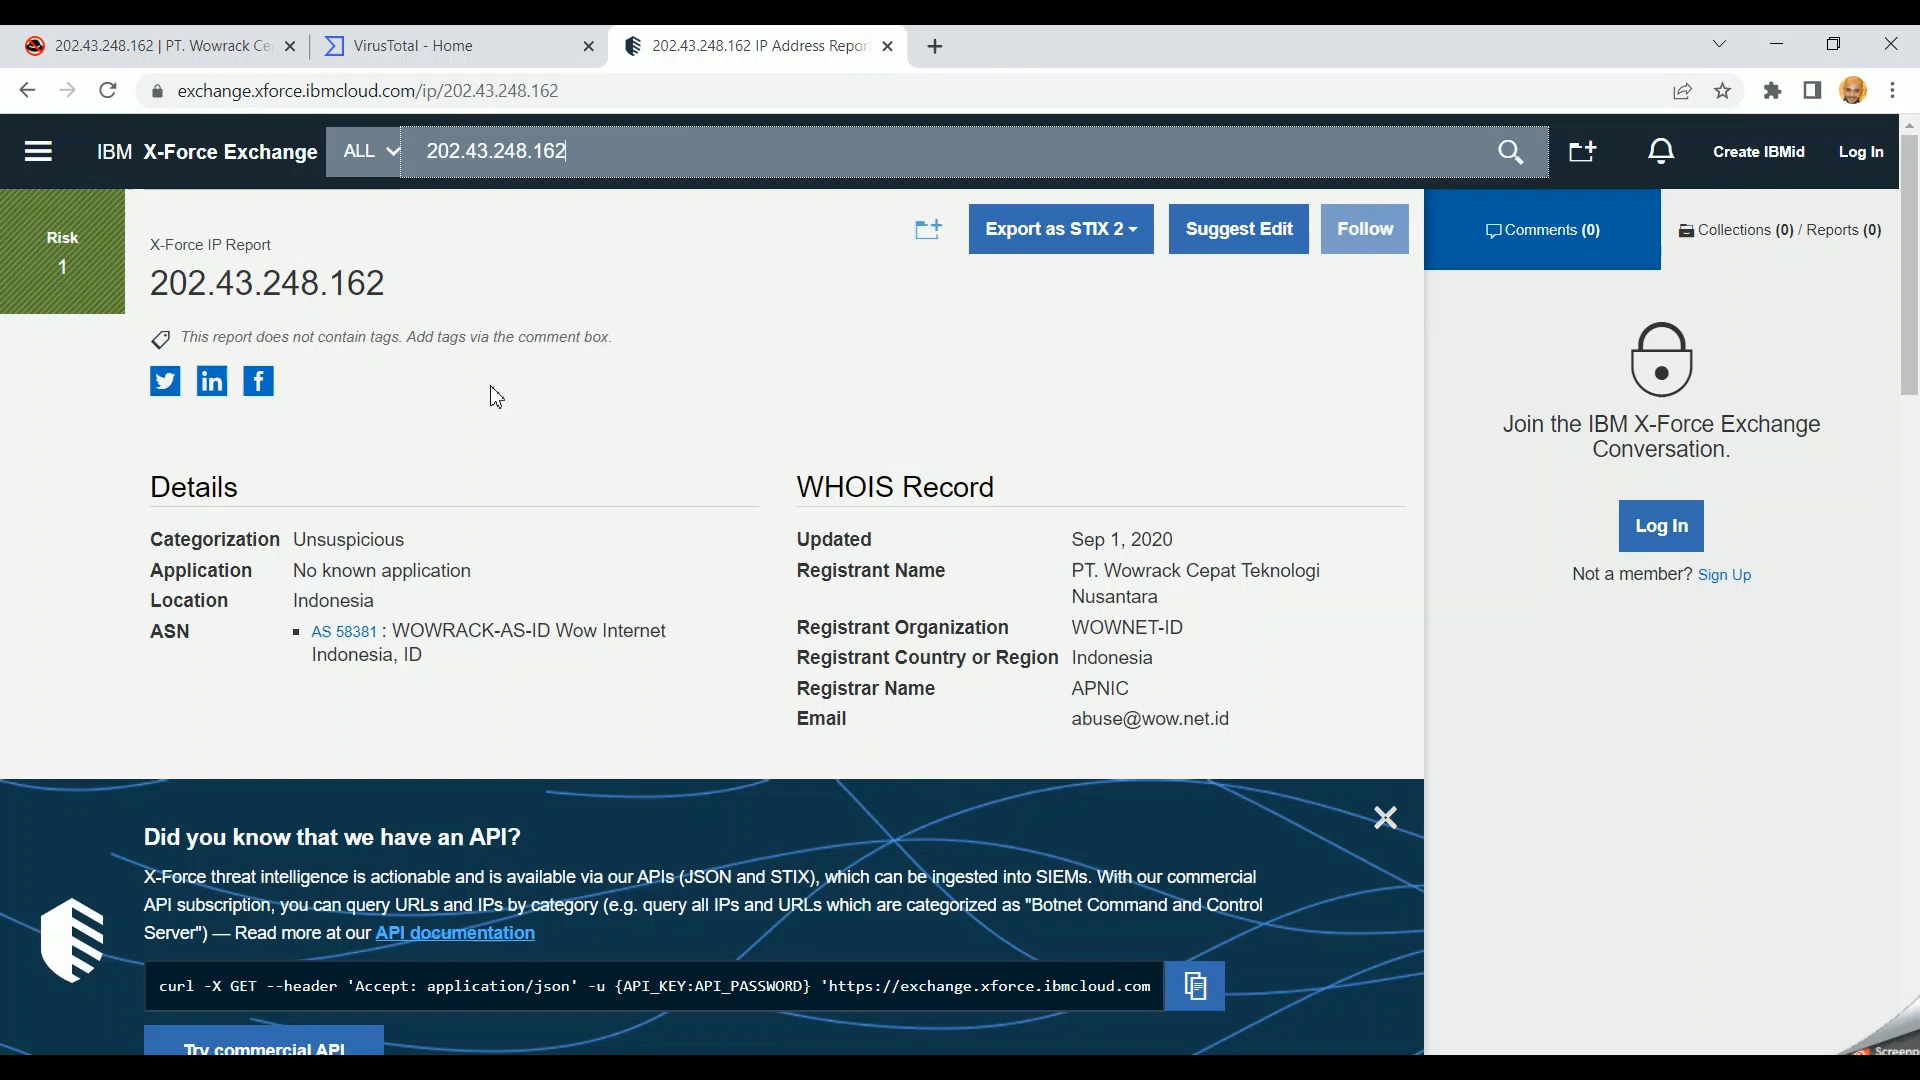 202.43.248.162 | PT. Wowrack Ce
VirusTotal - Home
202.43.248.162 IP Address Repor
exchange.xforce.ibmcloud.com/ip/202.43.248.162
IBM X-Force Exchange
ALL
202.43.248.162
Create IBMid
Log In
Risk
1
X-Force IP Report
202.43.248.162
This report does not contain tags. Add tags via the comment box.
Export as STIX 2
Suggest Edit
Follow
Comments (0)
Collections (0) / Reports (0)
Join the IBM X-Force Exchange
Conversation.
Log In
Not a member? Sign Up
Details
Categorization Unsuspicious
Application No known application
Location Indonesia
ASN AS 58381 : WOWRACK-AS-ID Wow Internet
Indonesia, ID
WHOIS Record
Updated Sep 1, 2020
Registrant Name PT. Wowrack Cepat Teknologi
Nusantara
Registrant Organization WOWNET-ID
Registrant Country or Region Indonesia
Registrar Name APNIC
Email abuse@wow.net.id
Did you know that we have an API?
X-Force threat intelligence is actionable and is available via our APIs (JSON and STIX), which can be ingested into SIEMs. With our commercial
API subscription, you can query URLs and IPs by category (e.g. query all IPs and URLs which are categorized as "Botnet Command and Control
Server") — Read more at our API documentation
curl -X GET --header 'Accept: application/json' -u {API_KEY:API_PASSWORD} 'https://exchange.xforce.ibmcloud.com
Try commercial API